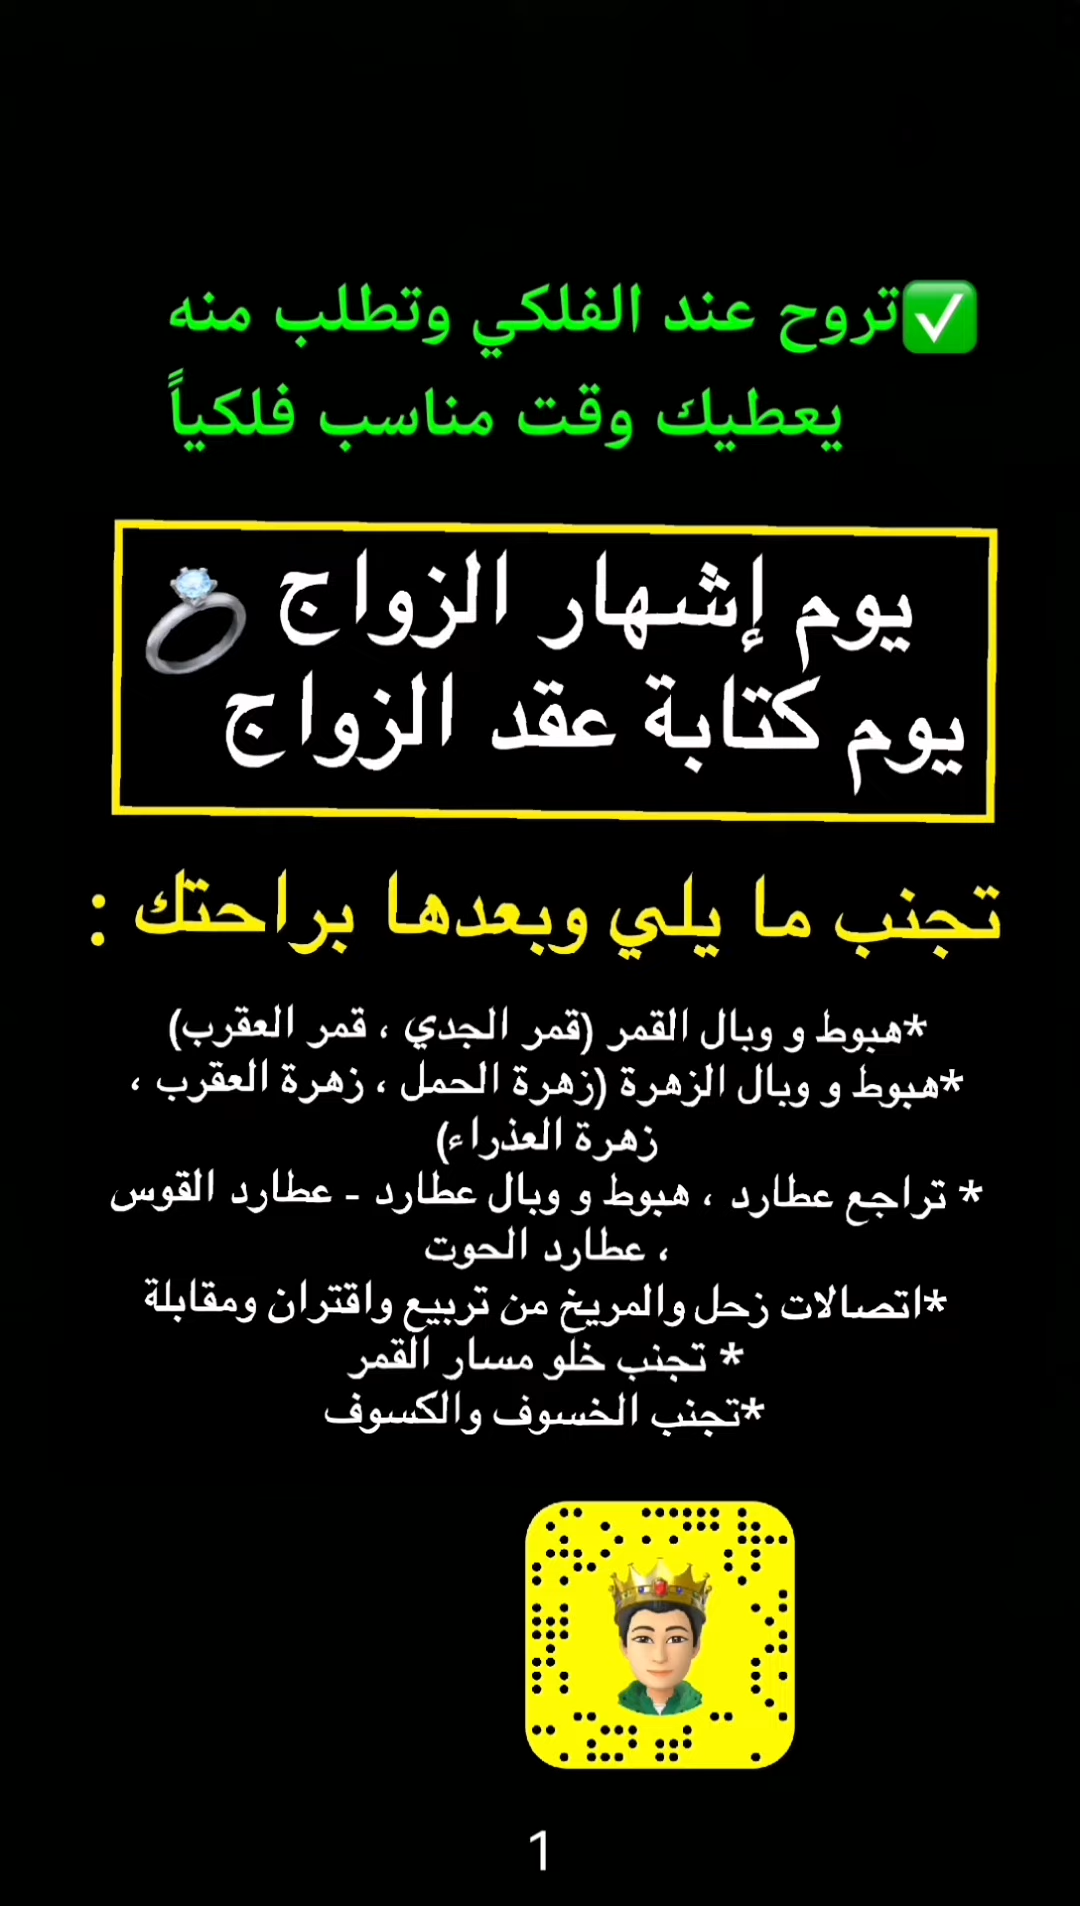 ✅تروح عند الفلكي وتطلب منه
يعطيك وقت مناسب فلكياً
يوم إشهار الزواج 💍
يوم كتابة عقد الزواج
تجنب ما يلي وبعدها براحتك :
*هبوط و وبال القمر (قمر الجدي ، قمر العقرب)
*هبوط و وبال الزهرة (زهرة الحمل ، زهرة العقرب ،
زهرة العذراء)
* تراجع عطارد ، هبوط و وبال عطارد - عطارد القوس
، عطارد الحوت
*اتصالات زحل والمريخ من تربيع واقتران ومقابلة
* تجنب خلو مسار القمر
*تجنب الخسوف والكسوف
1